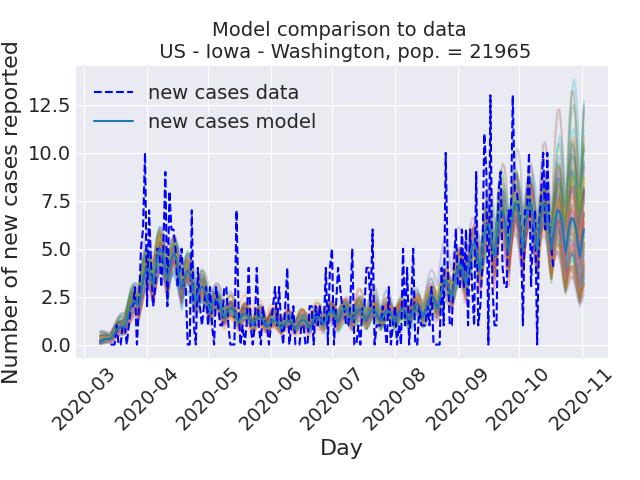 Model comparison to data
US - Iowa - Washington, pop. = 21965
Number of new cases reported
12.5
10.0
7.5
5.0
2.5
0.0
new cases data
new cases model
2020-03
2020-04
2020-05
2020-06
2020-07
2020-08
2020-09
2020-10
2020-11
Day